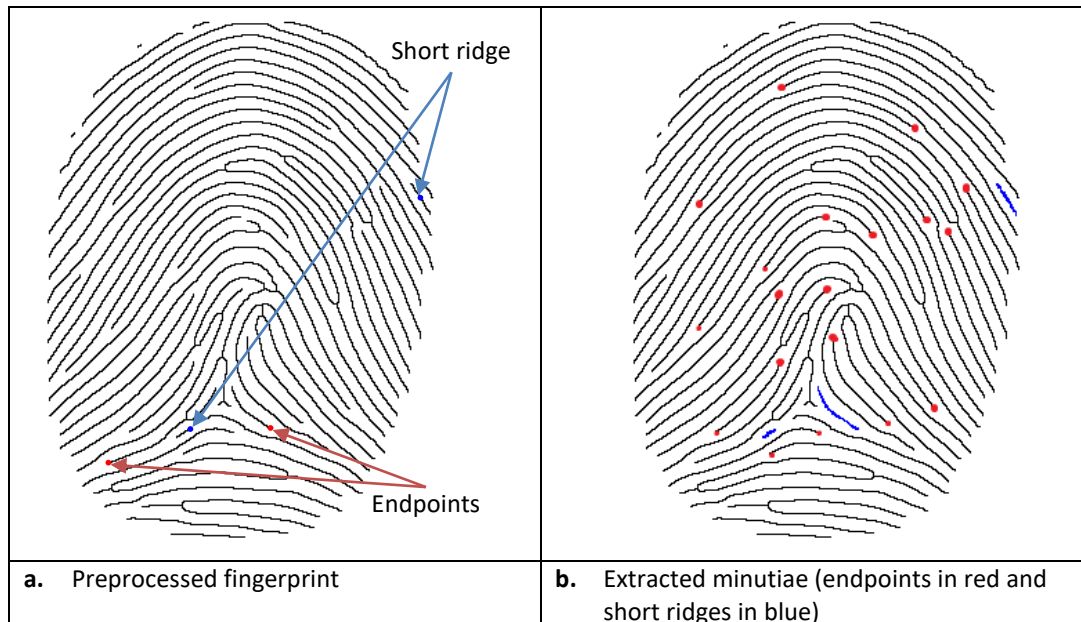 Short ridge
Endpoints
a. Preprocessed fingerprint
b. Extracted minutiae (endpoints in red and
short ridges in blue)